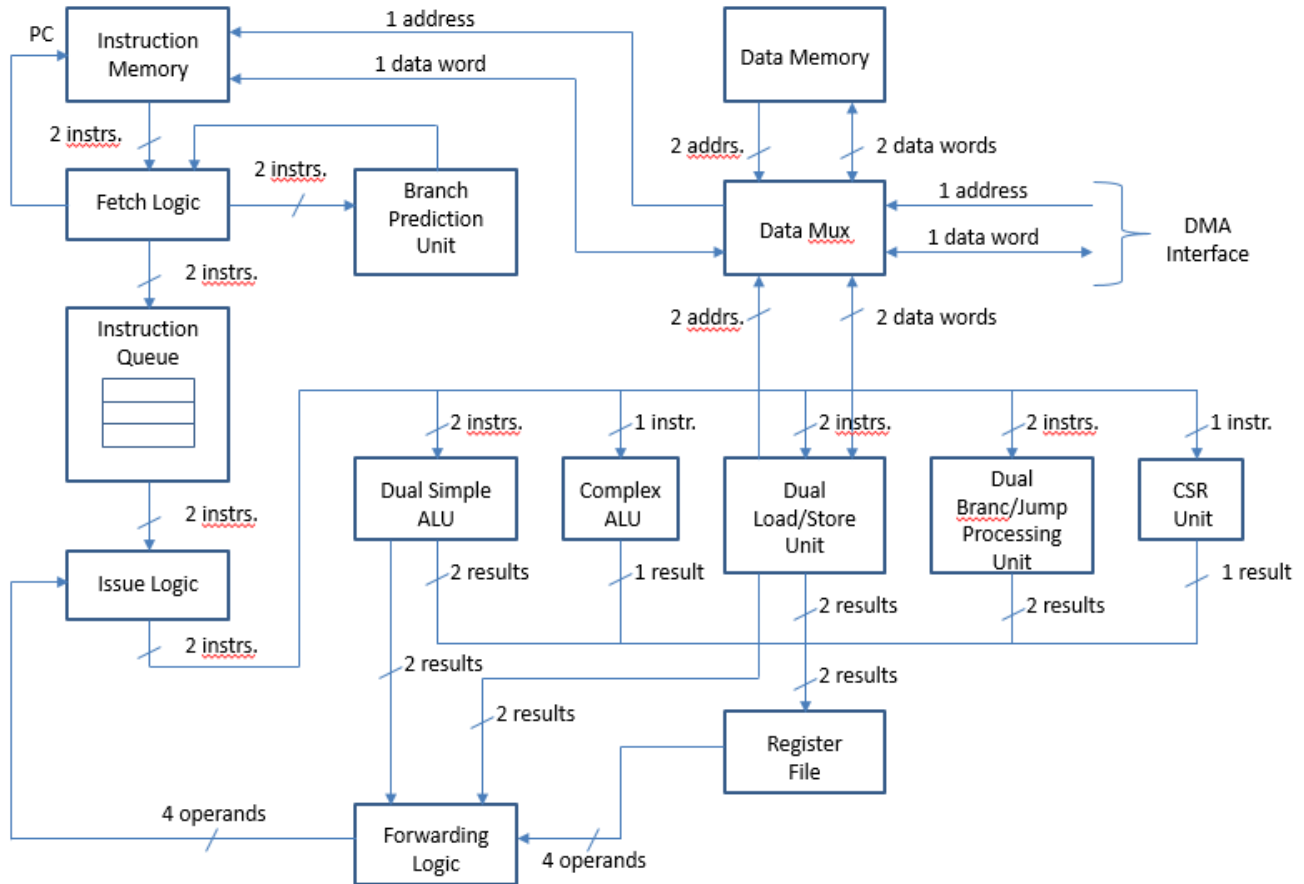 1 address
PC
Instruction
Memory
1 data word
Data Memory
2 instrs.
2 addrs.
2 data words
2 instrs.
Fetch Logic
Branch
Prediction
Unit
1 address
Data Mux
1 data word
DMA
Interface
2 instrs.
2 addrs.
2 data words
Instruction
Queue
2 instrs.
1 instr.
2 instrs.
2 instrs.
1 instr.
Dual Simple
ALU
Complex
ALU
Dual
Load/Store
Unit
Dual
Branc/Jump
Processing
Unit
CSR
Unit
2 instrs.
Issue Logic
2 results
1 result
2 results
2 results
1 result
2 instrs.
2 results
2 results
2 results
Register
File
4 operands
Forwarding
Logic
4 operands